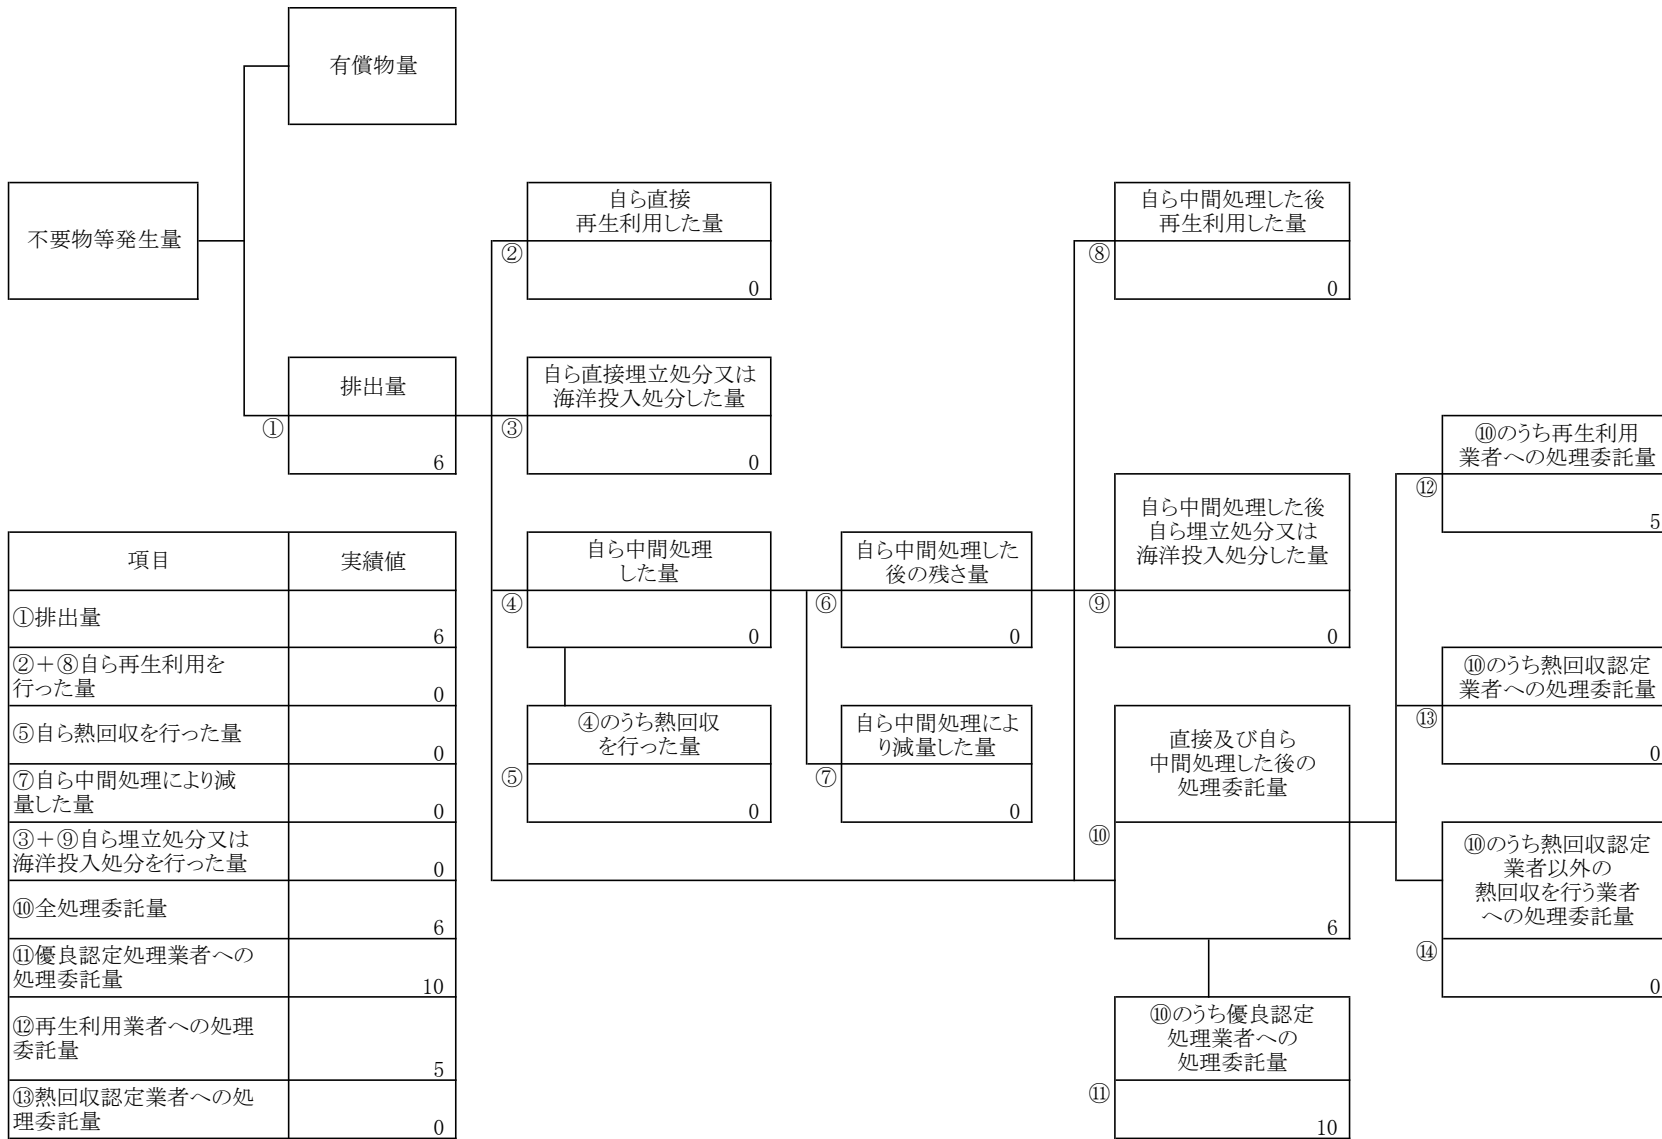 有償物量
不要物等発生量
自ら直接
再生利用した量
②
0
自ら中間処理した後
再生利用した量
⑧
0
排出量
①
6
自ら直接埋立処分又は
海洋投入処分した量
③
0
⑩のうち再生利用
業者への処理委託量
⑫
5
自ら中間処理
した量
④
0
自ら中間処理した
後の残さ量
⑥
0
自ら中間処理した後
自ら埋立処分又は
海洋投入処分した量
⑨
0
⑩のうち熱回収認定
業者への処理委託量
⑬
0
④のうち熱回収
を行った量
⑤
0
自ら中間処理によ
り減量した量
⑦
0
直接及び自ら
中間処理した後の
処理委託量
⑩
6
⑩のうち熱回収認定
業者以外の
熱回収を行う業者
への処理委託量
⑭
0
⑩のうち優良認定
処理業者への
処理委託量
⑪
10
項目 実績値
①排出量
6
②+⑧自ら再生利用を
行った量
0
⑤自ら熱回収を行った量
0
⑦自ら中間処理により減
量した量
0
③+⑨自ら埋立処分又は
海洋投入処分を行った量
0
⑩全処理委託量
6
⑪優良認定処理業者への
処理委託量
10
⑫再生利用業者への処理
委託量
5
⑬熱回収認定業者への処
理委託量
0